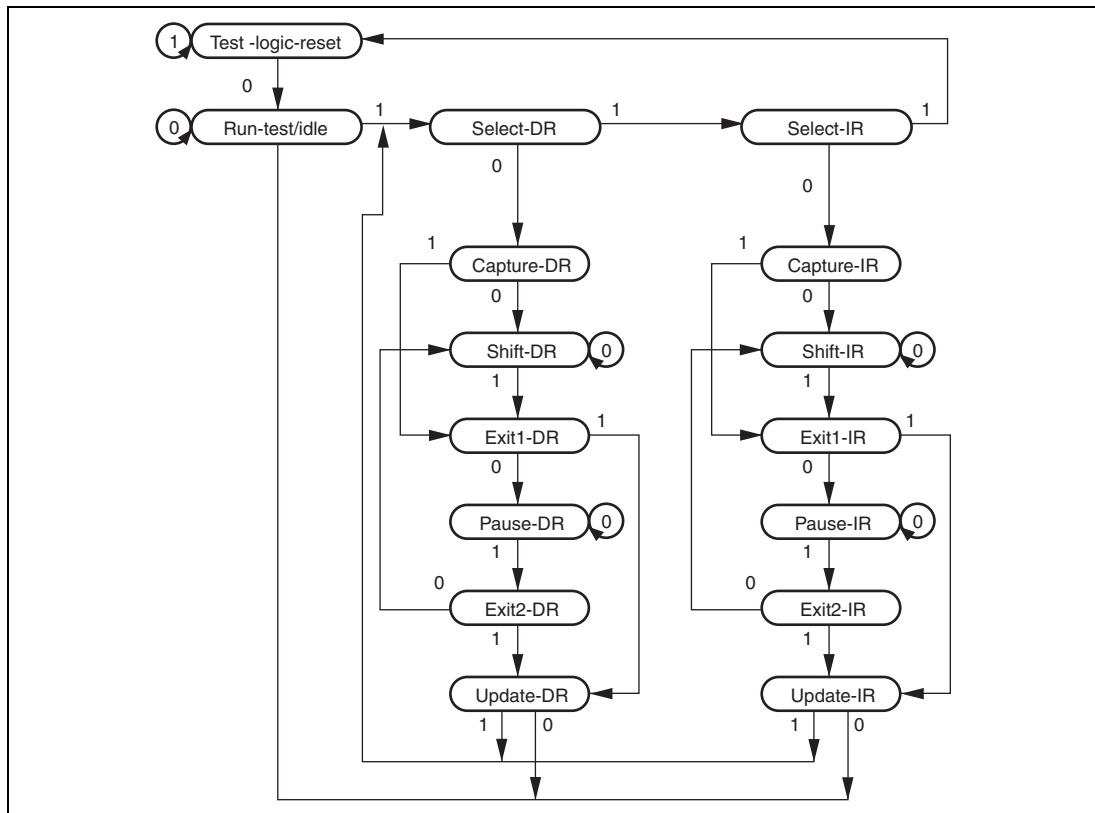 1 Test -logic-reset
0
0 Run-test/idle 1 Select-DR 1 Select-IR 1
0 0
1 1
Capture-DR Capture-IR
0 0
Shift-DR 0 Shift-IR 0
1 1
Exit1-DR 1 Exit1-IR 1
0 0
Pause-DR 0 Pause-IR 0
1 1
0 0
Exit2-DR Exit2-IR
1 1
Update-DR Update-IR
1 0 1 0